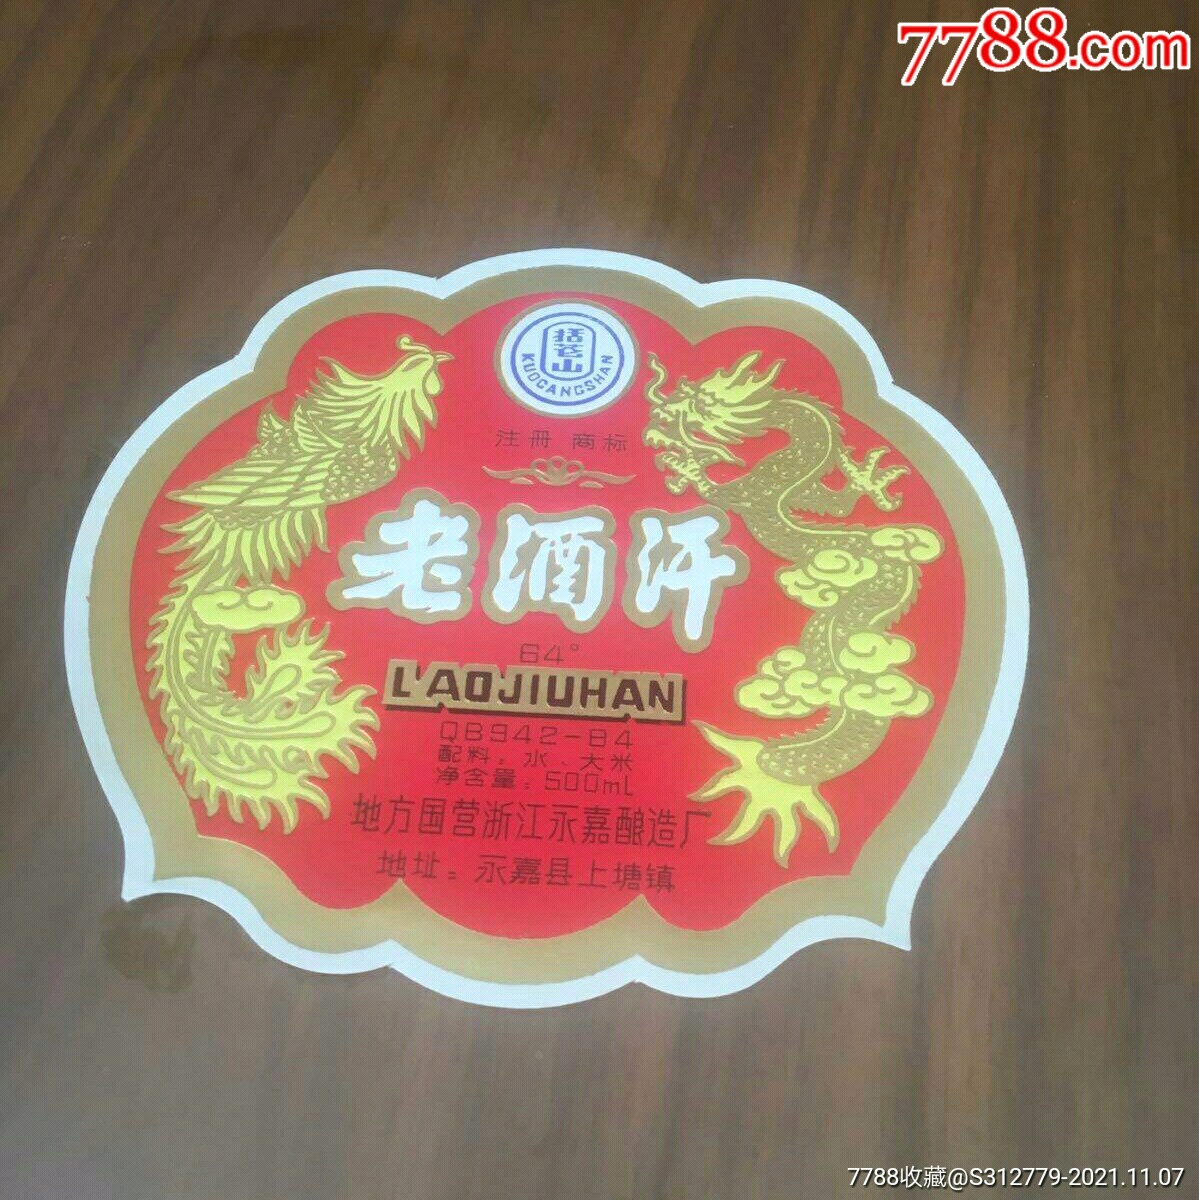 7788.com
括苍山
KUOCANGSHAN
注册 商标
老酒汗
64°
LAOJIUHAN
QB942-84
配料：水、大米
净含量：500mL
地方国营浙江永嘉酿造厂
地址：永嘉县上塘镇
7788收藏@S312779-2021.11.07